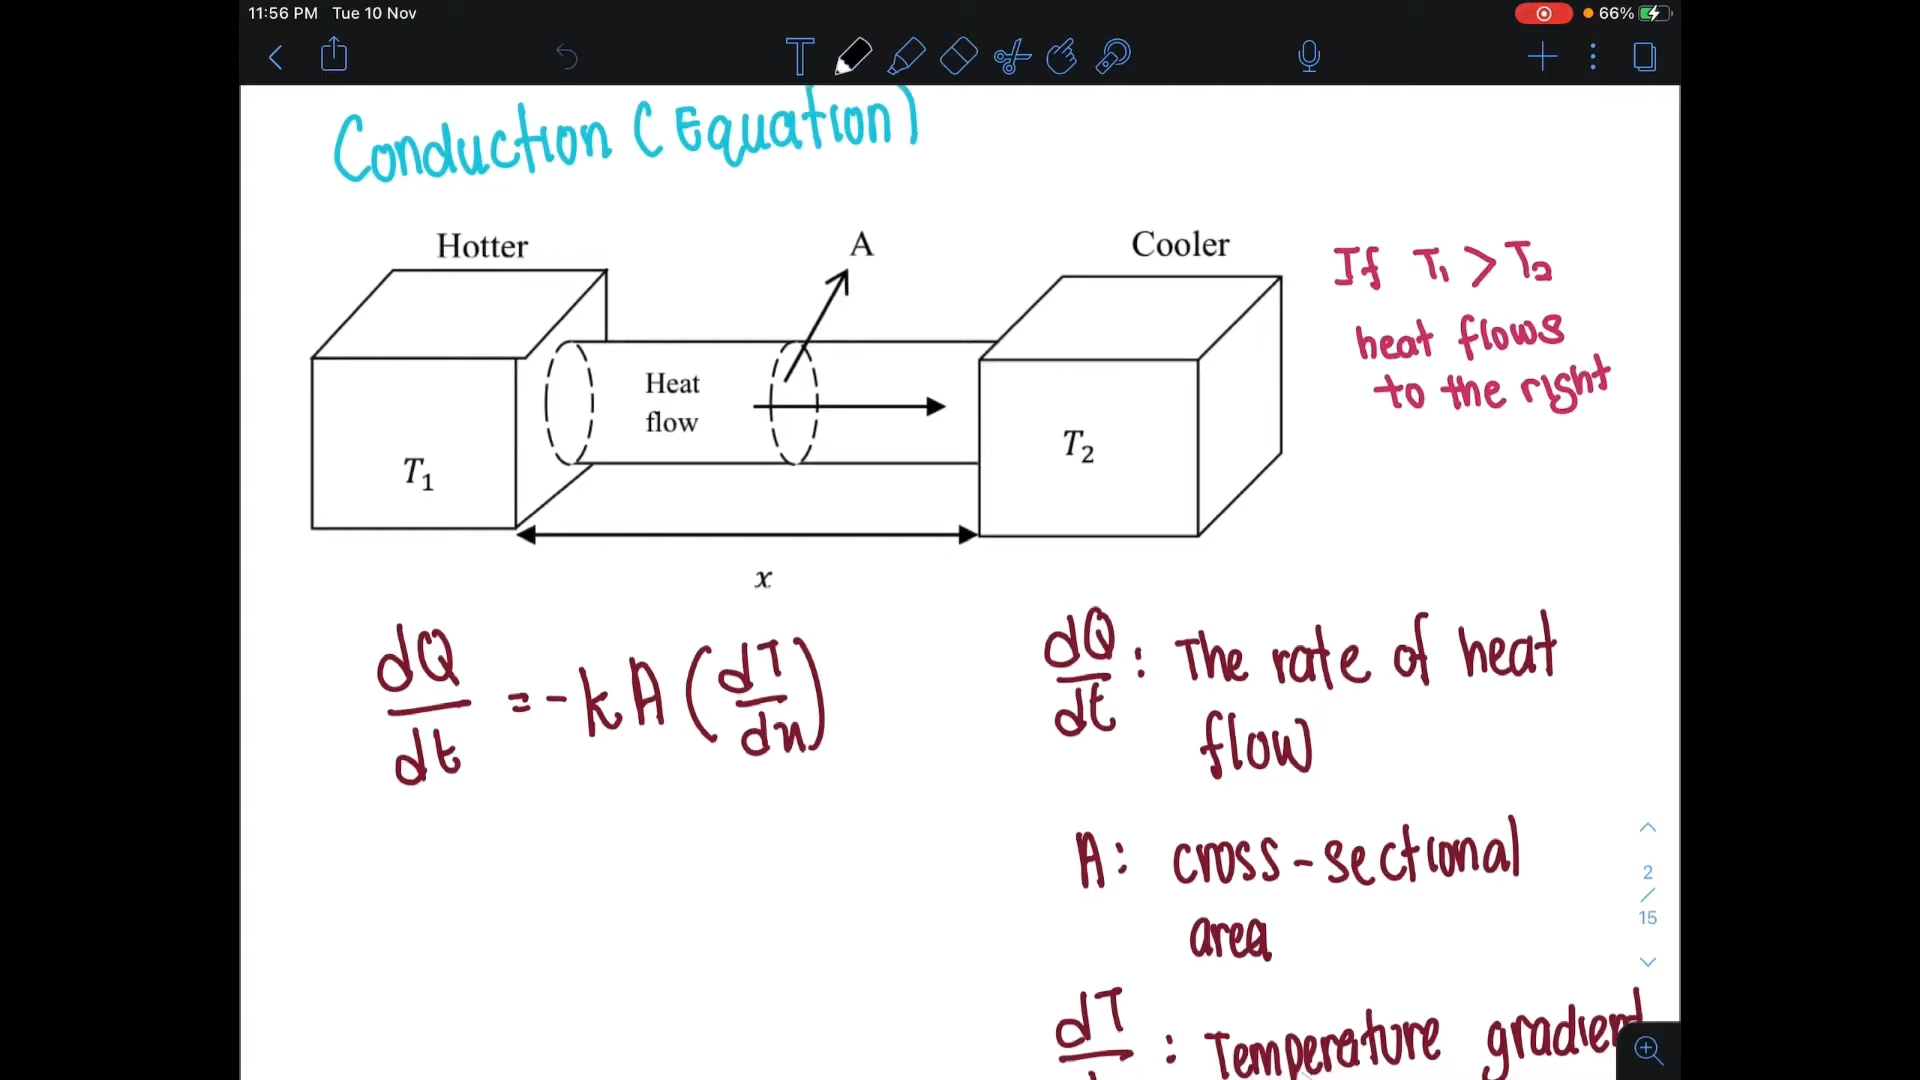 11:56 PM Tue 10 Nov
66%
T
Conduction (Equation)
Hotter
A
Cooler
If T₁ > T₂
heat flows
to the right
Heat
flow
T₁
T₂
x
dQ/dt = -kA (dT/dx)
dQ/dt : The rate of heat
flow
A: cross-sectional
area
2
/
15
dT
: Temperature gradient